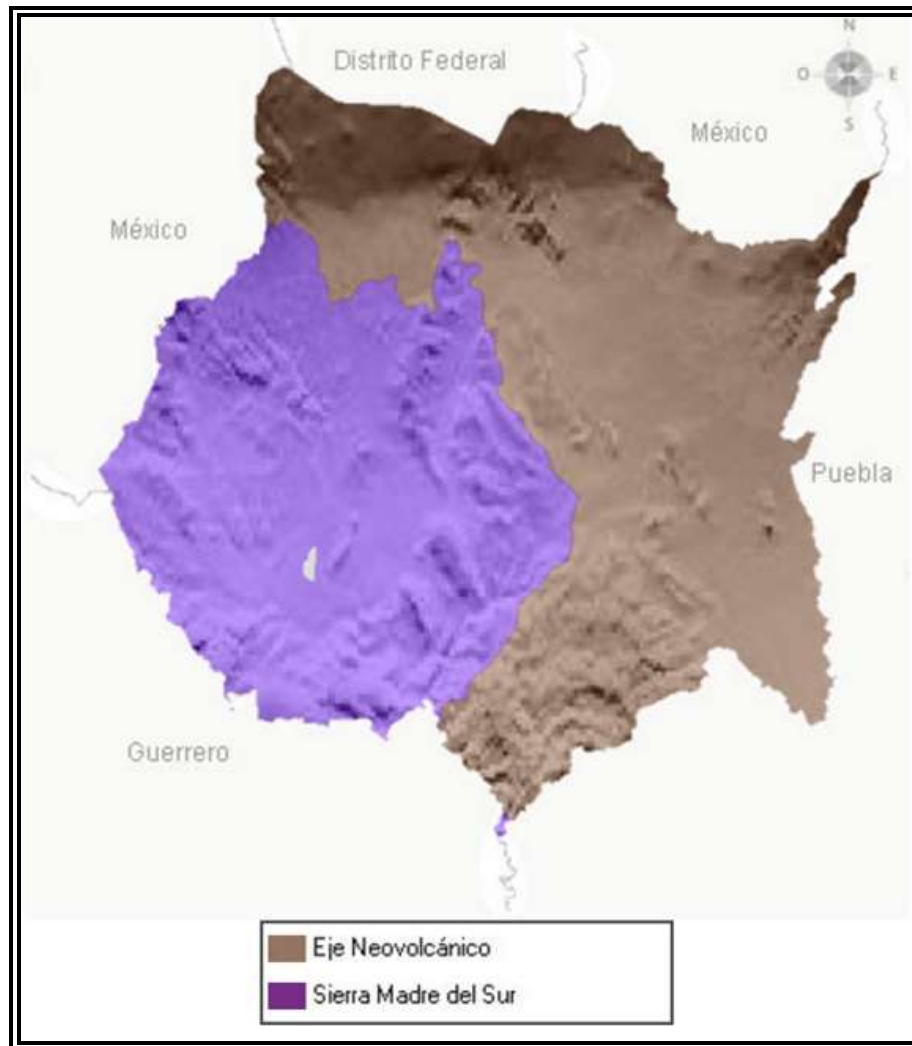 Distrito Federal
N
O
E
S
México
México
Puebla
Guerrero
Eje Neovolcánico
Sierra Madre del Sur